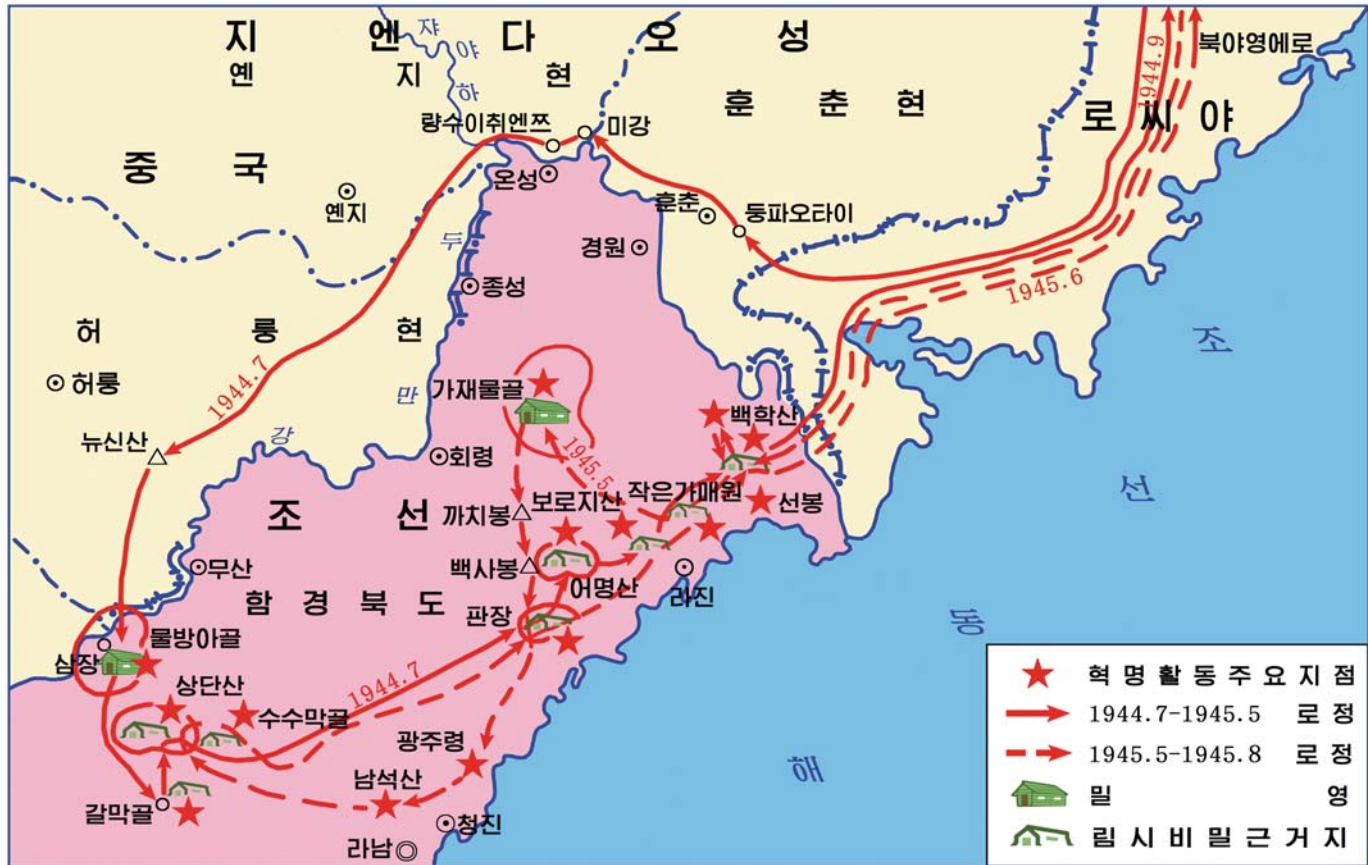 지 엔 다 오 성
쟈야하
옌 지 현
북야영에로
1944.9
훈 춘 현
로 씨 야
량수이취엔쯔
미강
중 국
온성
옌지
훈춘
둥파오타이
경원
두만강
종성
1945.6
허 룽 현
허룽
1944.7
가재물골
백학산
뉴신산
회령
1945.5
조 선
까치봉
보로지산
작은가매원
선봉
무산
백사봉
어명산
라진
함 경 북 도
판장
물방아골
삼장
상단산
1944.7
수수막골
광주령
남석산
갈막골
청진
라남
조 선 동 해
혁 명 활 동 주 요 지 점
1944.7-1945.5 로 정
1945.5-1945.8 로 정
밀 영
림 시 비 밀 근 거 지